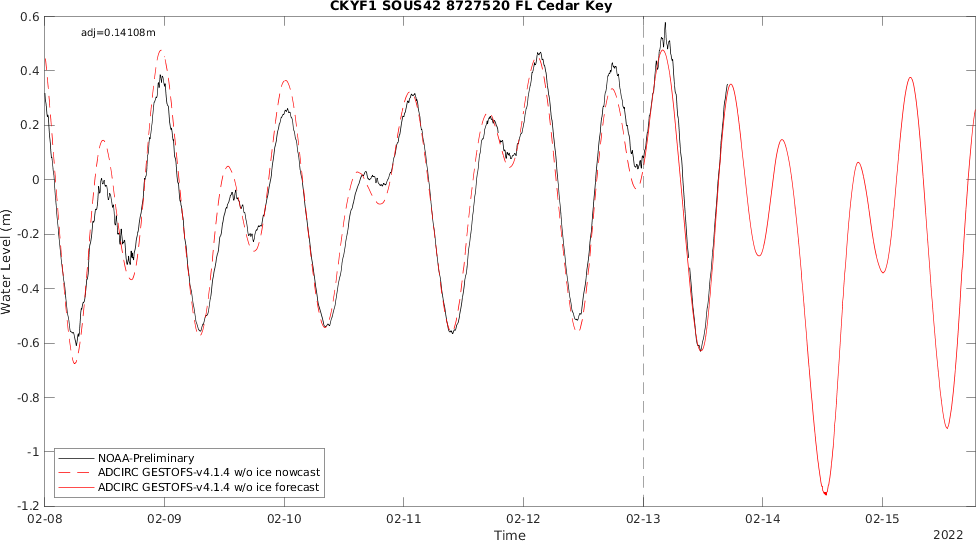 CKYF1 SOUS42 8727520 FL Cedar Key
adj=0.14108m
0.6
0.4
0.2
0
-0.2
-0.4
-0.6
-0.8
-1
-1.2
Water Level (m)
NOAA-Preliminary
ADCIRC GESTOFS-v4.1.4 w/o ice nowcast
ADCIRC GESTOFS-v4.1.4 w/o ice forecast
02-08 02-09 02-10 02-11 02-12 02-13 02-14 02-15
Time
2022